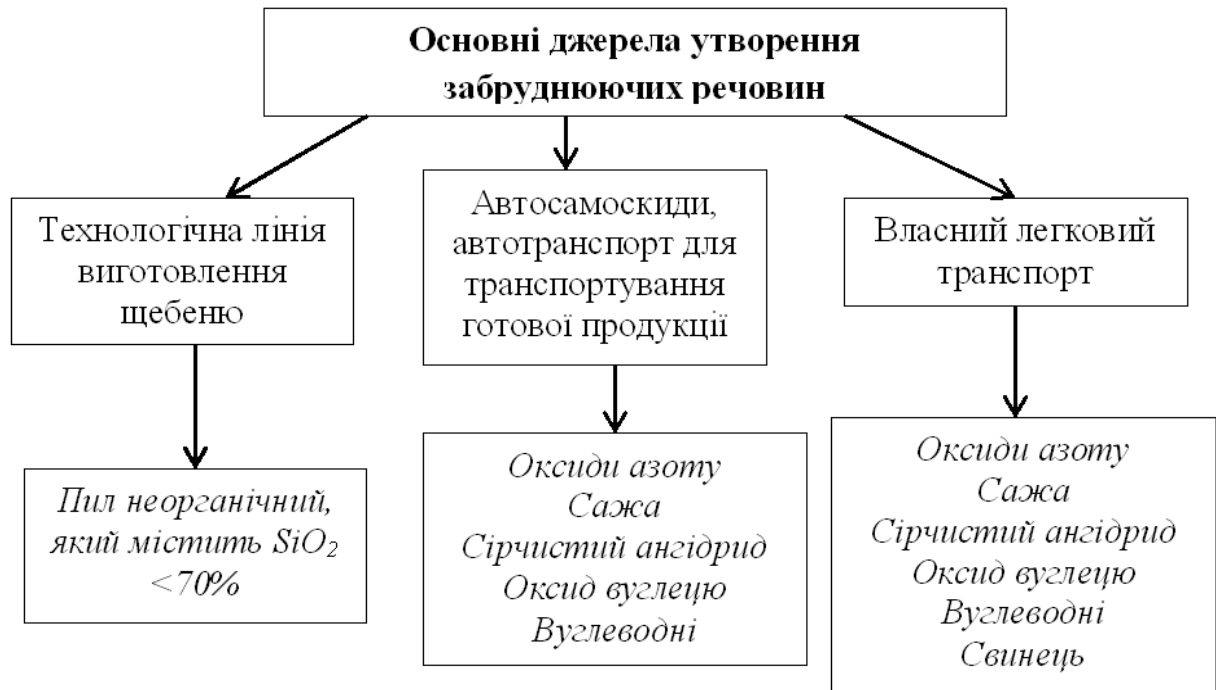 Основні джерела утворення
забруднюючих речовин
Технологічна лінія
виготовлення
щебеню
Автосамоскиди,
автотранспорт для
транспортування
готової продукції
Власний легковий
транспорт
Пил неорганічний,
який містить SiO₂
<70%
Оксиди азоту
Сажа
Сірчистий ангідрид
Оксид вуглецю
Вуглеводні
Оксиди азоту
Сажа
Сірчистий ангідрид
Оксид вуглецю
Вуглеводні
Свинець